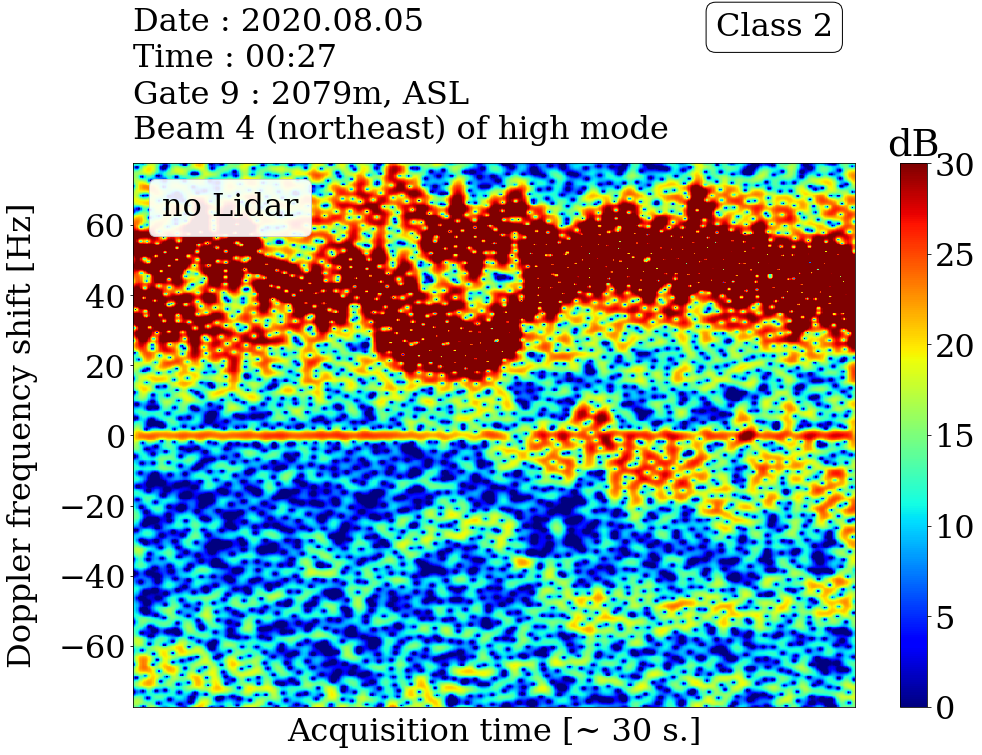 Date : 2020.08.05
Time : 00:27
Gate 9 : 2079m, ASL
Beam 4 (northeast) of high mode
Class 2
dB
no Lidar
Doppler frequency shift [Hz]
60
40
20
0
−20
−40
−60
30
25
20
15
10
5
0
Acquisition time [~ 30 s.]